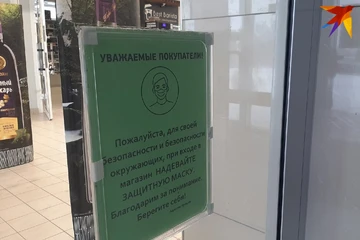 УВАЖАЕМЫЕ ПОКУПАТЕЛИ!
Пожалуйста, для своей
безопасности и безопасности
окружающих, при входе в
магазин НАДЕВАЙТЕ
ЗАЩИТНУЮ МАСКУ.
Благодарим за понимание.
Берегите себя!